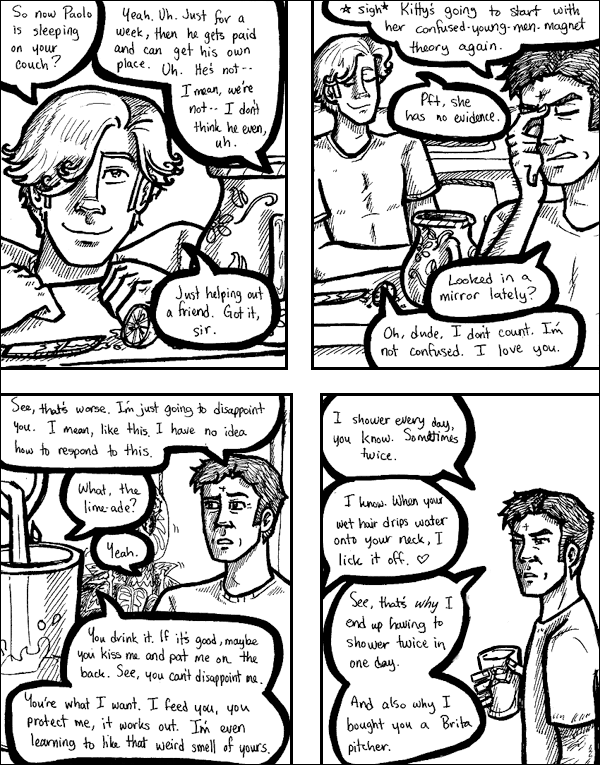 So now Paolo
is sleeping
on your
couch?
Yeah. Uh. Just for a
week, then he gets paid
and can get his own
place. Uh. He's not--
I mean, we're
not-- I don't
think he even,
uh.
Just helping out
a friend. Got it,
sir.
*sigh* Kitty's going to start with
her confused-young-men-magnet
theory again.
Pft, she
has no evidence.
Looked in a
mirror lately?
Oh, dude, I don't count. I'm
not confused. I love you.
See, that's worse. I'm just going to disappoint
you. I mean, like this. I have no idea
how to respond to this.
What, the
lime-ade?
Yeah.
You drink it. If it's good, maybe
you kiss me and pat me on the
back. See, you can't disappoint me.
You're what I want. I feed you, you
protect me, it works out. I'm even
learning to like that weird smell of yours.
I shower every day,
you know. Sometimes
twice.
I know. When your
wet hair drips water
onto your neck, I
lick it off. ♡
See, that's why I
end up having to
shower twice in
one day.
And also why I
bought you a Brita
pitcher.